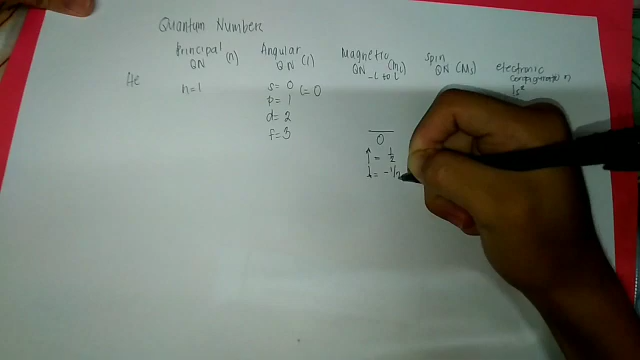 Quantum Numbers
Principal QN (n) Angular QN (l) Magnetic QN (ml) -l to l Spin QN (Ms) electronic configuration
He n=1 s = 0 l = 0 1s²
p = 1
d = 2
f = 3
0
↑ = 1/2
↓ = -1/2